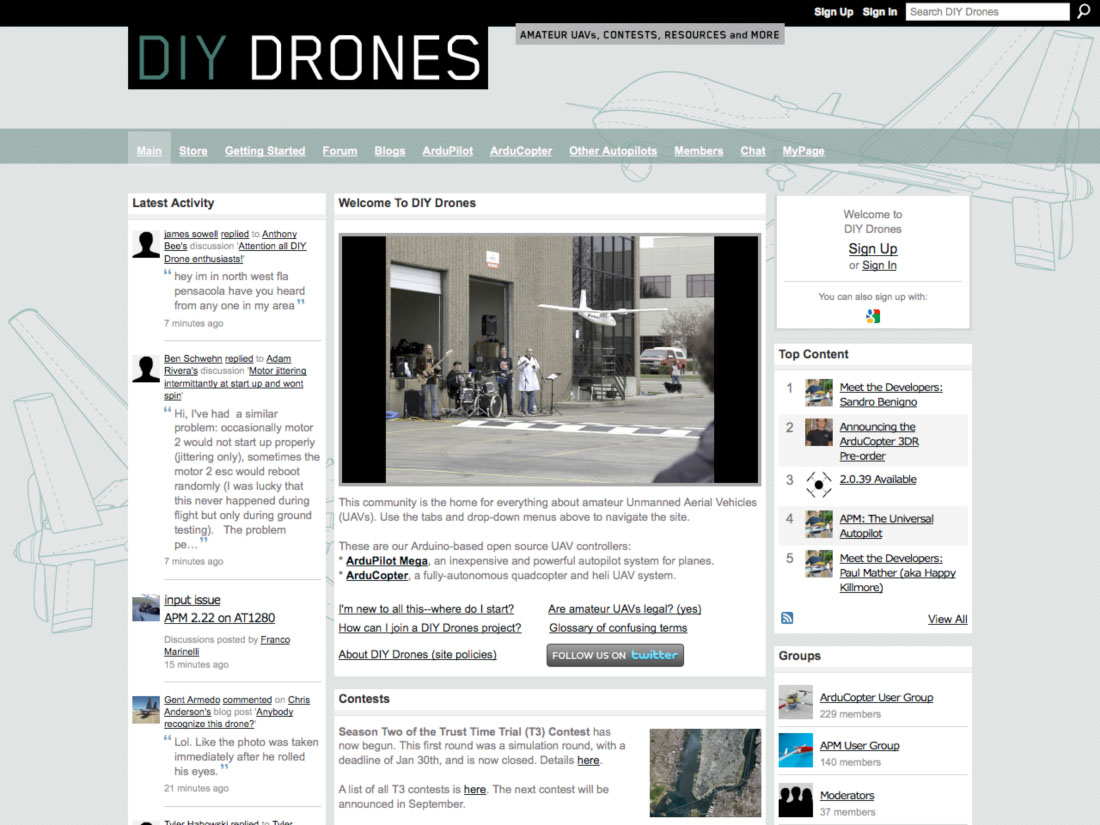 Sign Up Sign In Search DIY Drones
DIY DRONES
AMATEUR UAVs, CONTESTS, RESOURCES and MORE
Main Store Getting Started Forum Blogs ArduPilot ArduCopter Other Autopilots Members Chat MyPage
Latest Activity
james sowell replied to Anthony
Bee's discussion 'Attention all DIY
Drone enthusiasts!'
“ hey im in north west fla
pensacola have you heard
from any one in my area ”
7 minutes ago
Ben Schwehn replied to Adam
Rivera's discussion 'Motor jittering
intermittantly at start up and wont
spin'
“ Hi, I've had a similar
problem: occasionally motor
2 would not start up properly
(jittering only), sometimes the
motor 2 esc would reboot
randomly (I was lucky that
this never happened during
flight but only during ground
testing). The problem
pe… ”
7 minutes ago
input issue
APM 2.22 on AT1280
Discussions posted by Franco
Marinelli
15 minutes ago
Gent Armedo commented on Chris
Anderson's blog post 'Anybody
recognize this drone?'
“ Lol. Like the photo was taken
immediately after he rolled
his eyes. ”
21 minutes ago
Tyler Habowski replied to Tyler
Welcome To DIY Drones
This community is the home for everything about amateur Unmanned Aerial Vehicles
(UAVs). Use the tabs and drop-down menus above to navigate the site.
These are our Arduino-based open source UAV controllers:
* ArduPilot Mega, an inexpensive and powerful autopilot system for planes.
* ArduCopter, a fully-autonomous quadcopter and heli UAV system.
I'm new to all this--where do I start? Are amateur UAVs legal? (yes)
How can I join a DIY Drones project? Glossary of confusing terms
About DIY Drones (site policies) FOLLOW US ON twitter
Contests
Season Two of the Trust Time Trial (T3) Contest has
now begun. This first round was a simulation round, with a
deadline of Jan 30th, and is now closed. Details here.
A list of all T3 contests is here. The next contest will be
announced in September.
Welcome to
DIY Drones
Sign Up
or Sign In
You can also sign up with:
Top Content
1 Meet the Developers:
Sandro Benigno
2 Announcing the
ArduCopter 3DR
Pre-order
3 2.0.39 Available
4 APM: The Universal
Autopilot
5 Meet the Developers:
Paul Mather (aka Happy
Killmore)
View All
Groups
ArduCopter User Group
229 members
APM User Group
140 members
Moderators
37 members